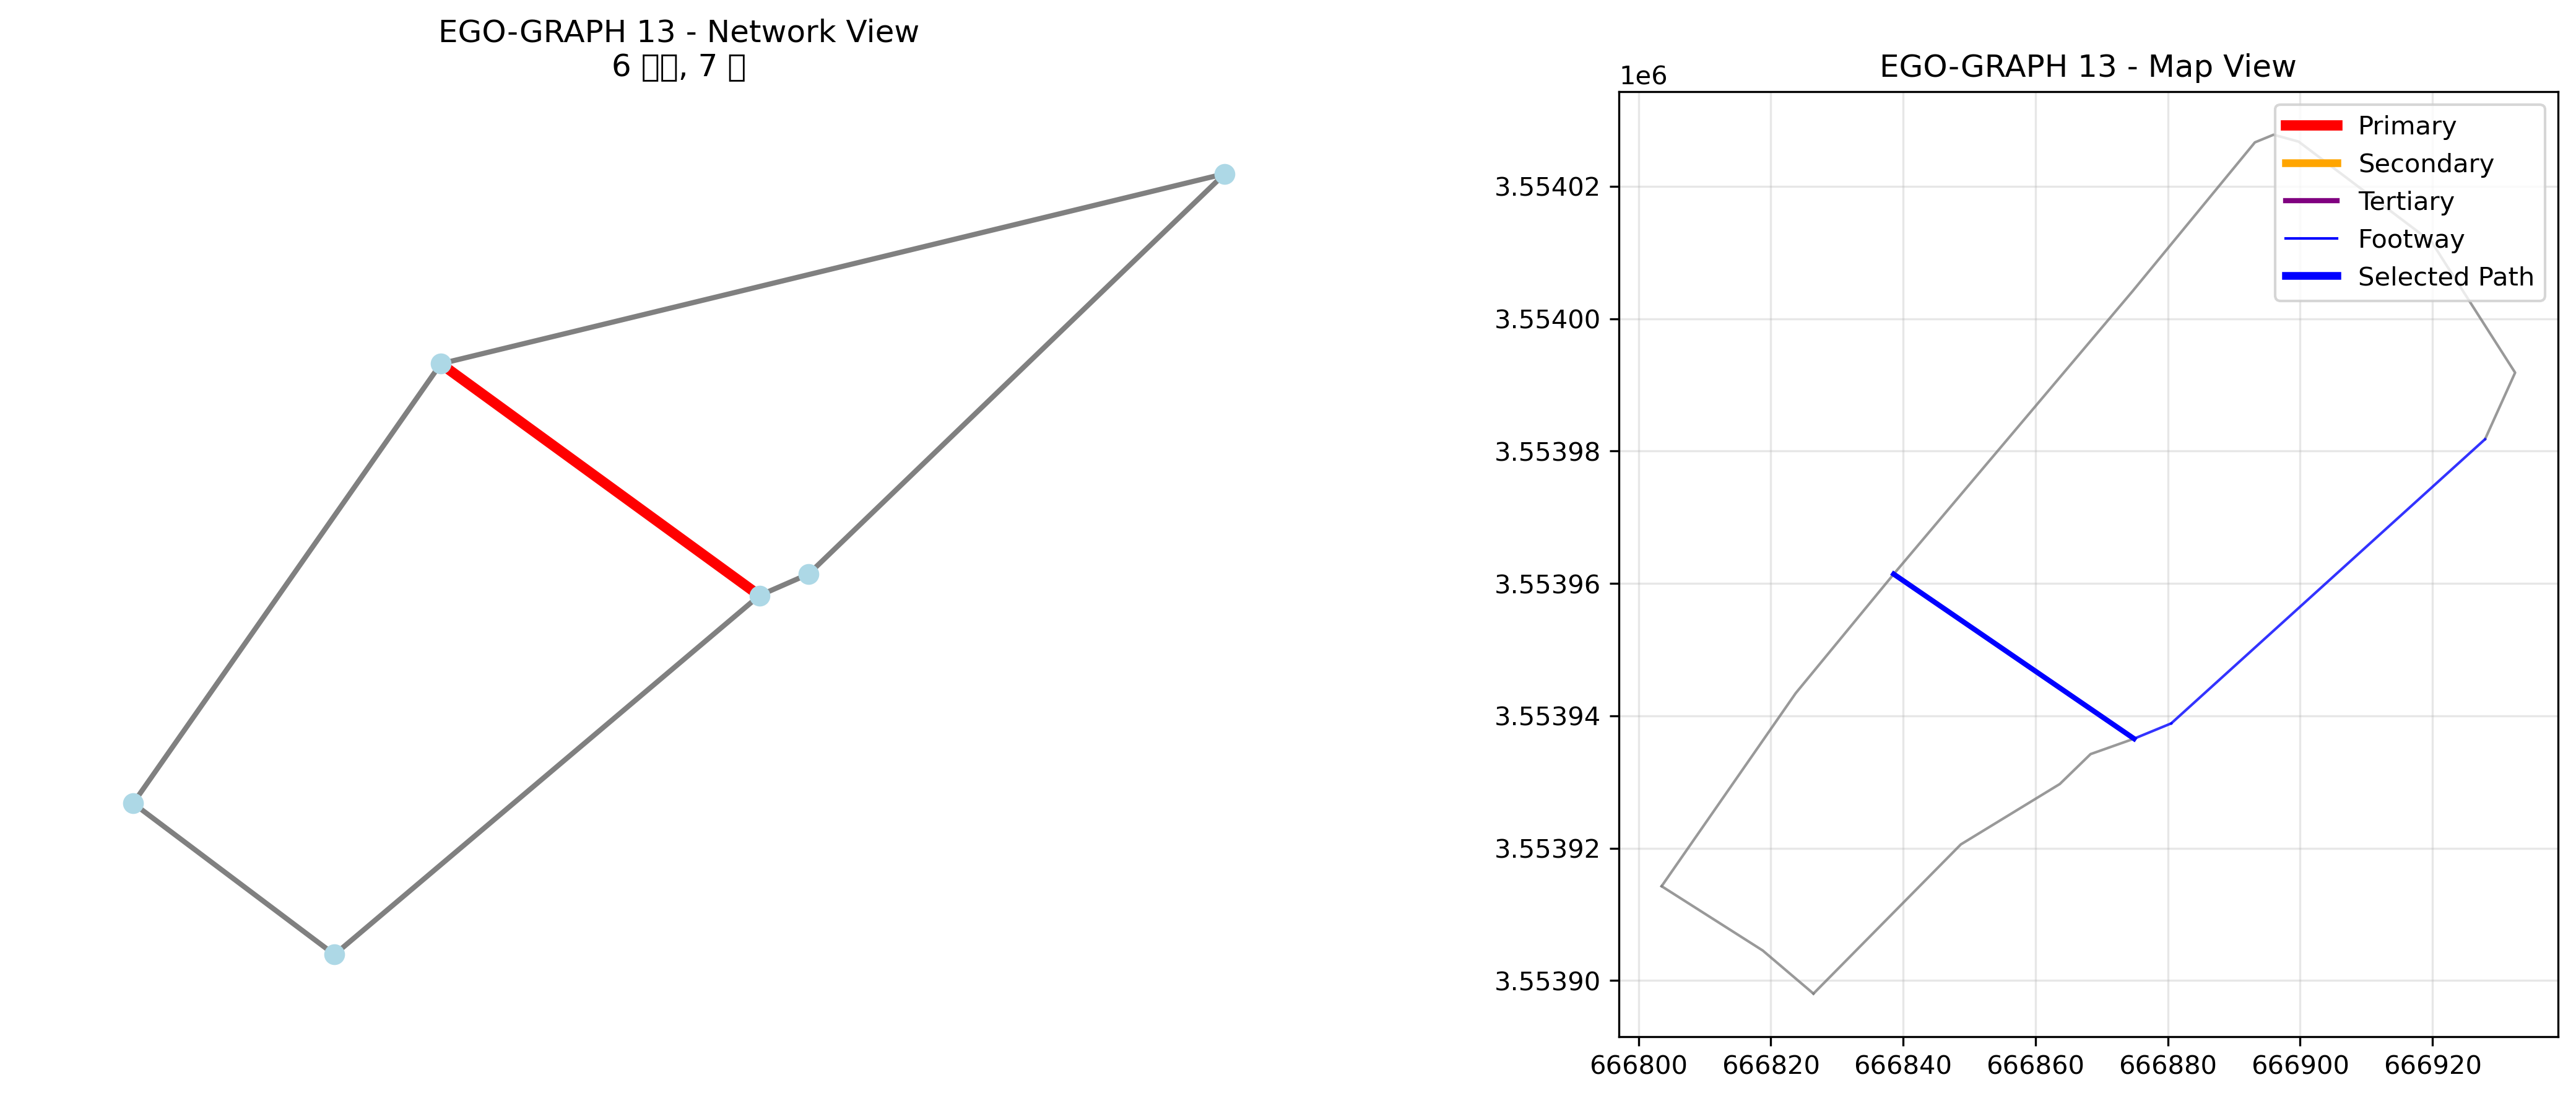 EGO-GRAPH 13 - Network View
6 , 7
EGO-GRAPH 13 - Map View
1e6
Primary
Secondary
Tertiary
Footway
Selected Path
3.55402
3.55400
3.55398
3.55396
3.55394
3.55392
3.55390
666800 666820 666840 666860 666880 666900 666920